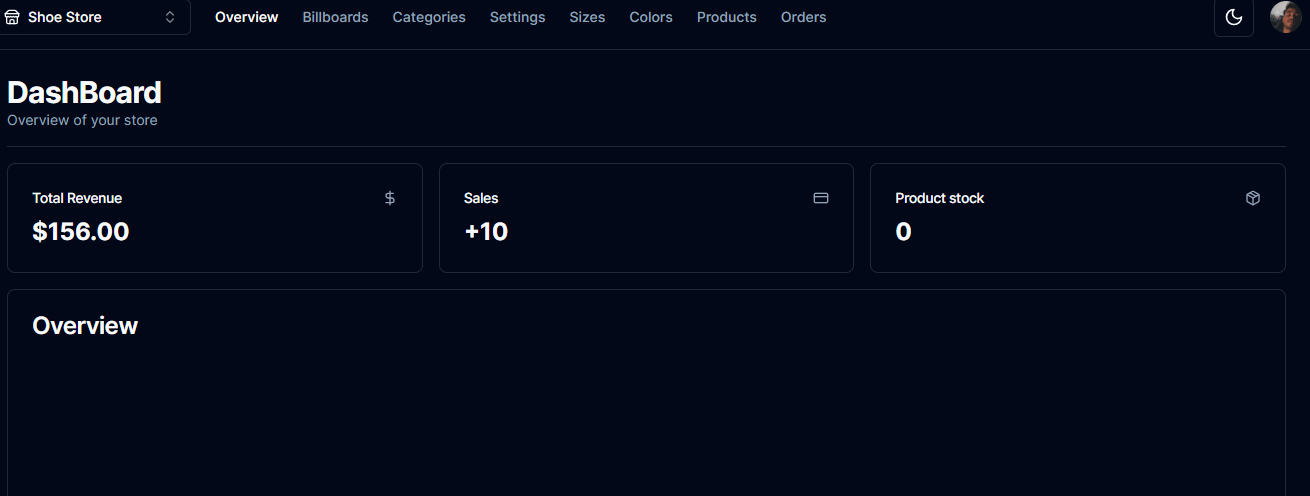 Shoe Store Overview Billboards Categories Settings Sizes Colors Products Orders
DashBoard
Overview of your store
Total Revenue $
$156.00
Sales
+10
Product stock
0
Overview